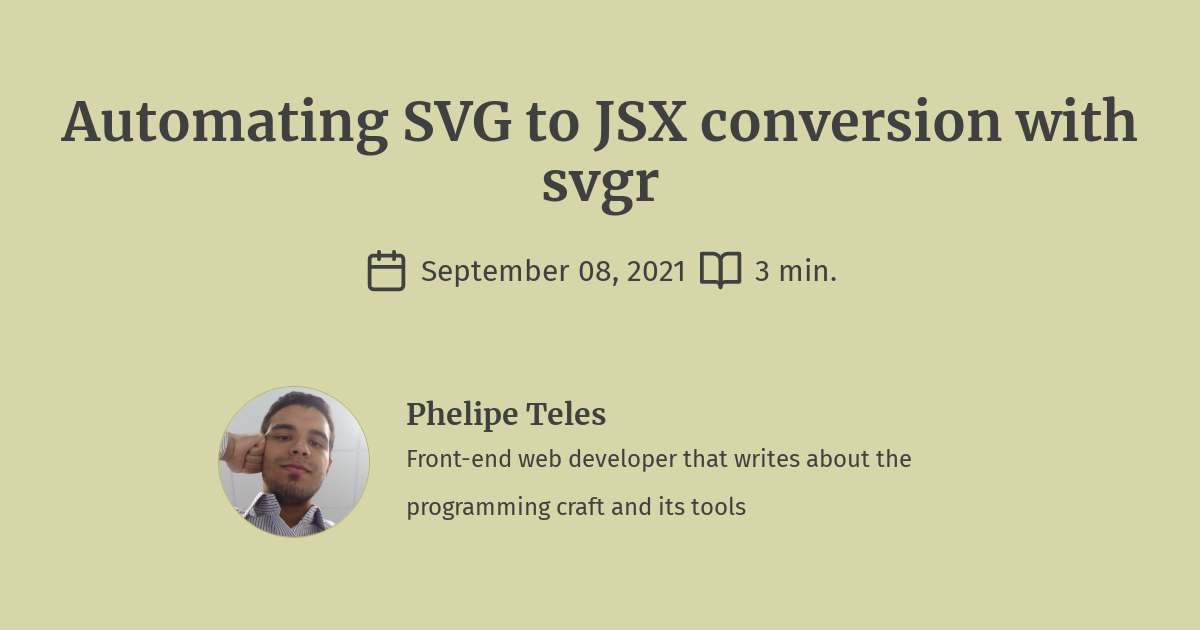 Automating SVG to JSX conversion with
svgr
September 08, 2021 3 min.
Phelipe Teles
Front-end web developer that writes about the
programming craft and its tools